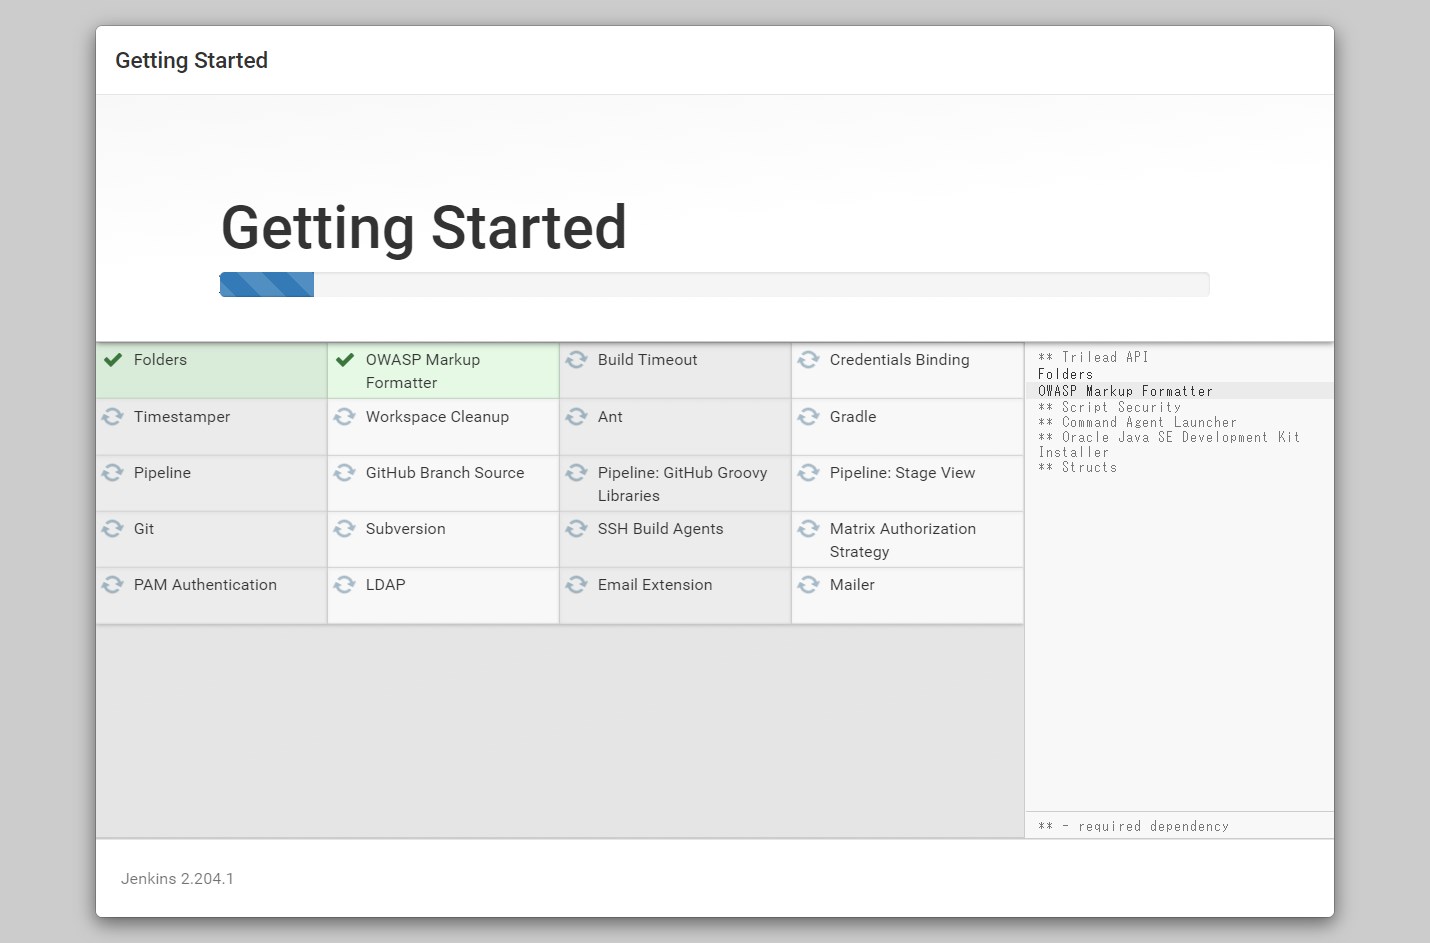 Getting Started
Getting Started
Folders
OWASP Markup
Formatter
Build Timeout
Credentials Binding
Timestamper
Workspace Cleanup
Ant
Gradle
Pipeline
GitHub Branch Source
Pipeline: GitHub Groovy
Libraries
Pipeline: Stage View
Git
Subversion
SSH Build Agents
Matrix Authorization
Strategy
PAM Authentication
LDAP
Email Extension
Mailer
** Trilead API
Folders
OWASP Markup Formatter
** Script Security
** Command Agent Launcher
** Oracle Java SE Development Kit
Installer
** Structs
** - required dependency
Jenkins 2.204.1